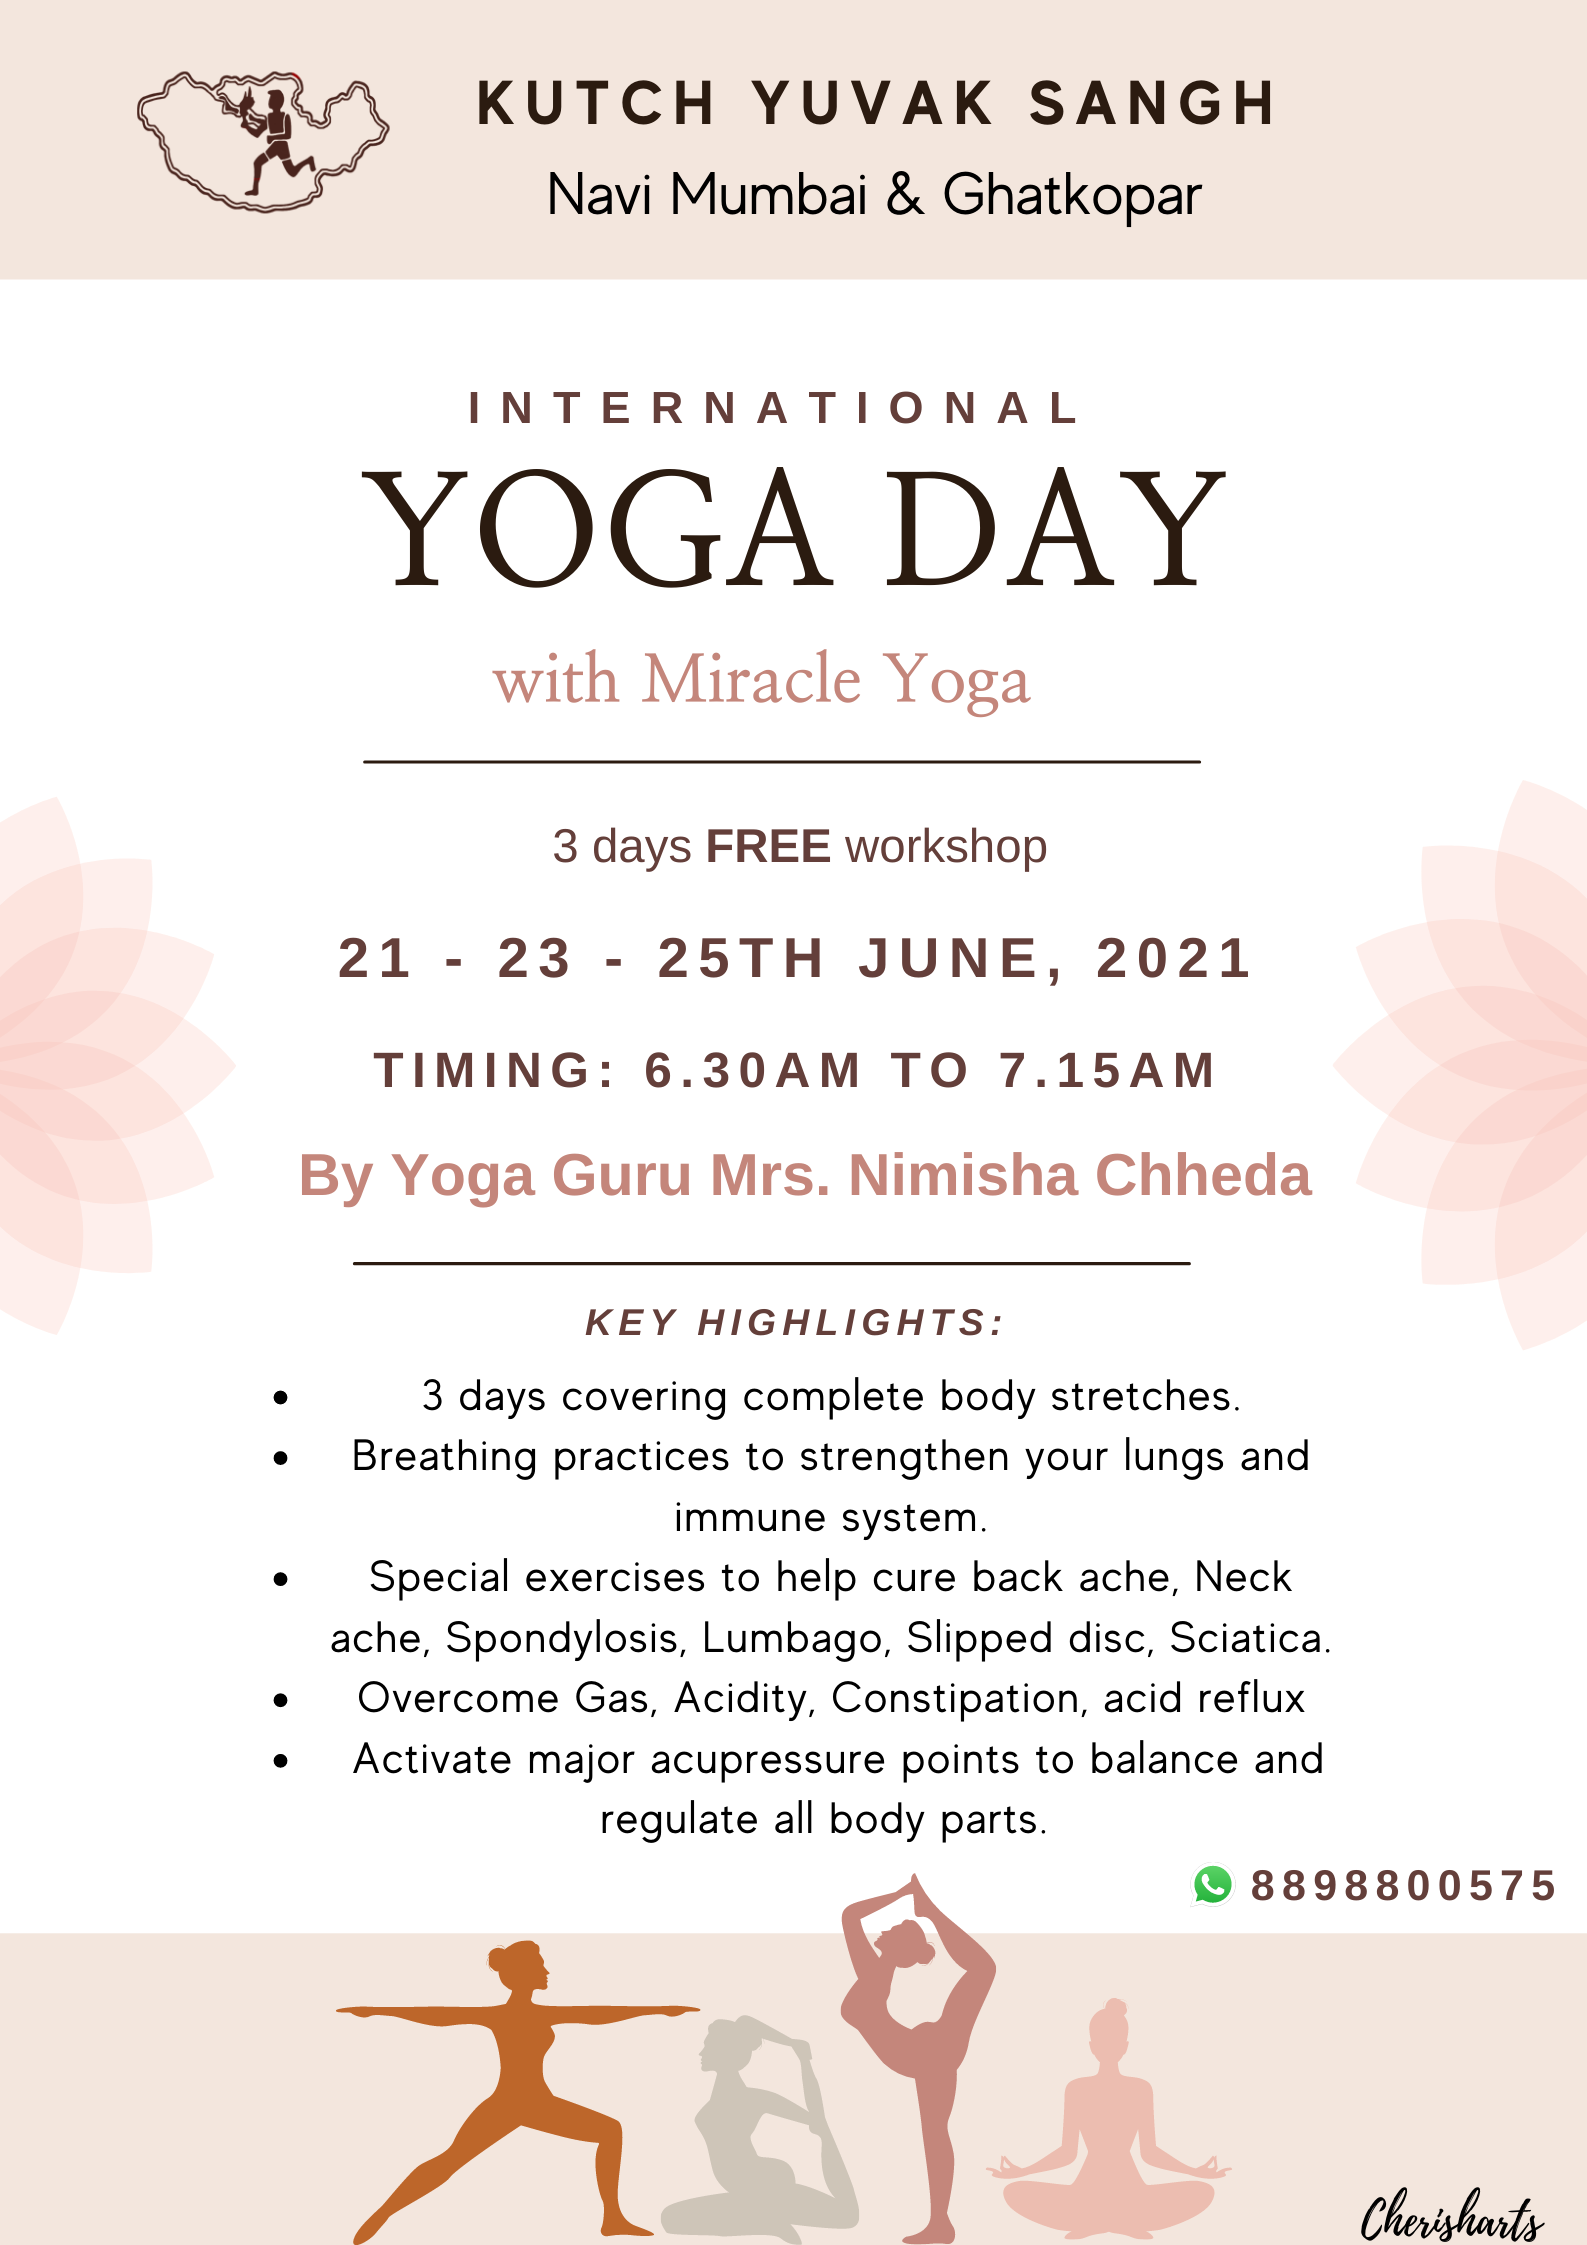 KUTCH YUVAK SANGH
Navi Mumbai & Ghatkopar
INTERNATIONAL
YOGA DAY
with Miracle Yoga
3 days FREE workshop
21 - 23 - 25TH JUNE, 2021
TIMING: 6.30AM TO 7.15AM
By Yoga Guru Mrs. Nimisha Chheda
KEY HIGHLIGHTS:
• 3 days covering complete body stretches.
• Breathing practices to strengthen your lungs and
immune system.
• Special exercises to help cure back ache, Neck
ache, Spondylosis, Lumbago, Slipped disc, Sciatica.
• Overcome Gas, Acidity, Constipation, acid reflux
• Activate major acupressure points to balance and
regulate all body parts.
8898800575
Cherisharts